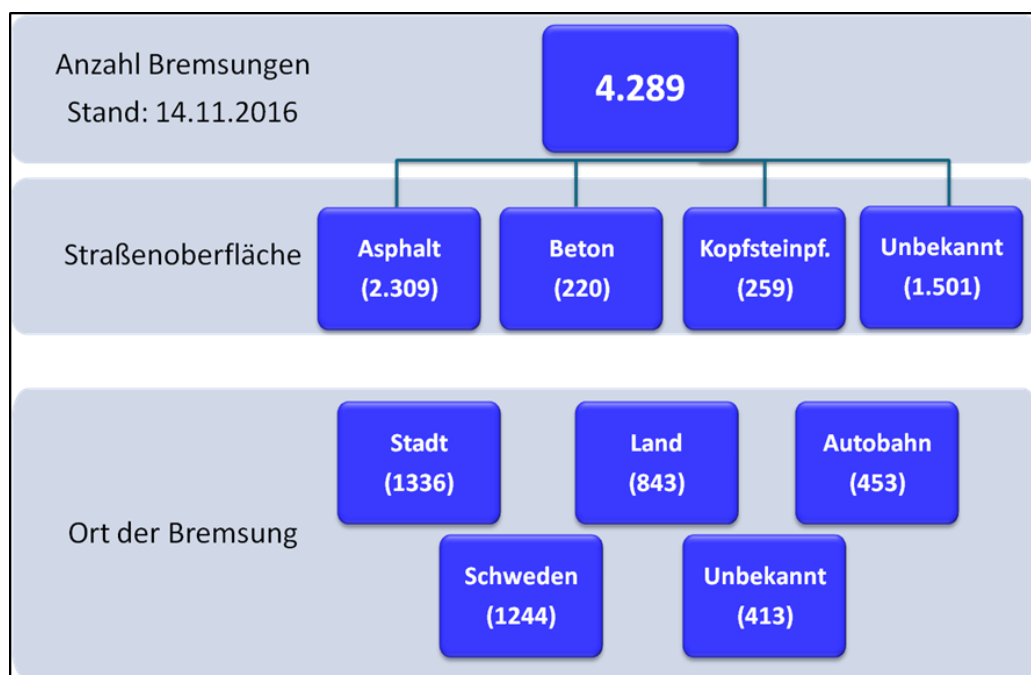 Anzahl Bremsungen
Stand: 14.11.2016
4.289
Straßenoberfläche
Asphalt
(2.309)
Beton
(220)
Kopfsteinpf.
(259)
Unbekannt
(1.501)
Ort der Bremsung
Stadt
(1336)
Land
(843)
Autobahn
(453)
Schweden
(1244)
Unbekannt
(413)